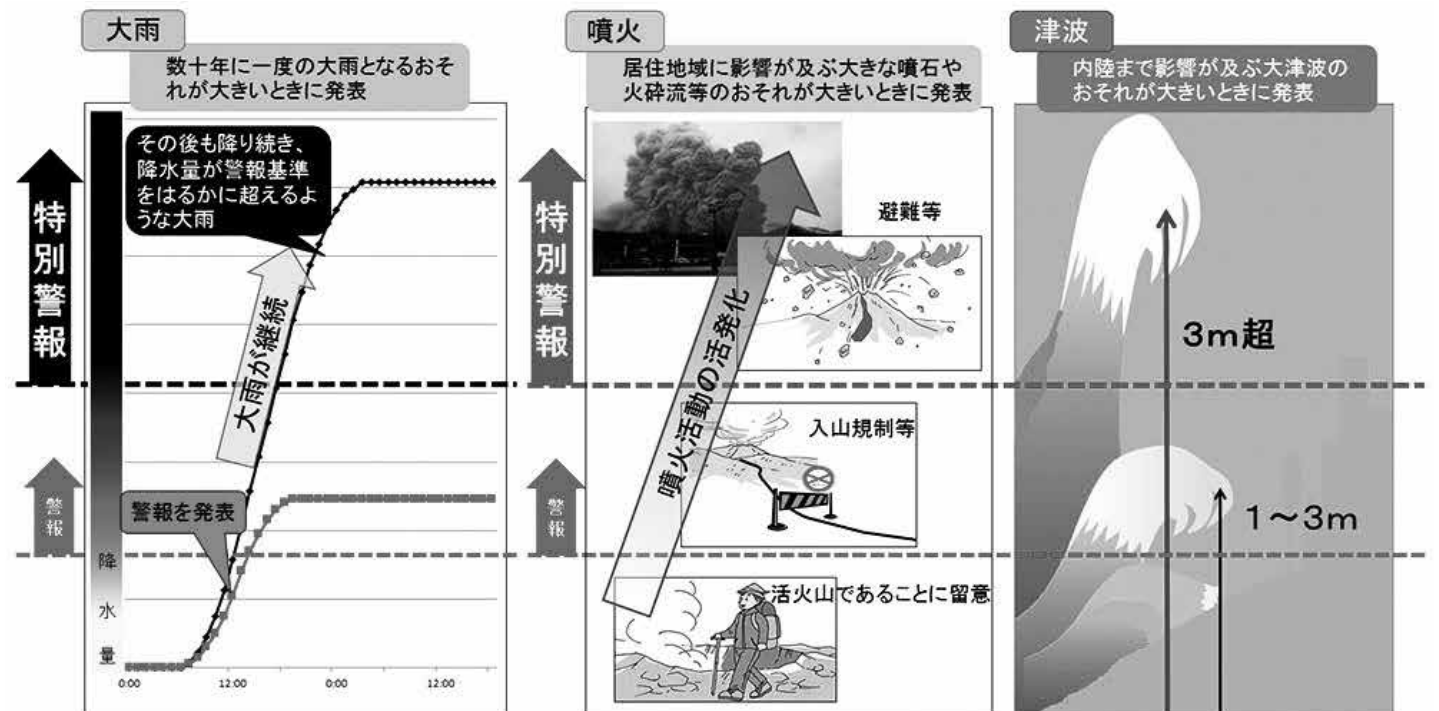 大雨
数十年に一度の大雨となるおそ
れが大きいときに発表
特別警報
警報
その後も降り続き、
降水量が警報基準
をはるかに超えるよ
うな大雨
大雨が継続
警報を発表
降水量
0:00
12:00
0:00
12:00
噴火
居住地域に影響が及ぶ大きな噴石や
火砕流等のおそれが大きいときに発表
特別警報
警報
噴火活動の活発化
避難等
入山規制等
活火山であることに留意
津波
内陸まで影響が及ぶ大津波の
おそれが大きいときに発表
3m超
1～3m